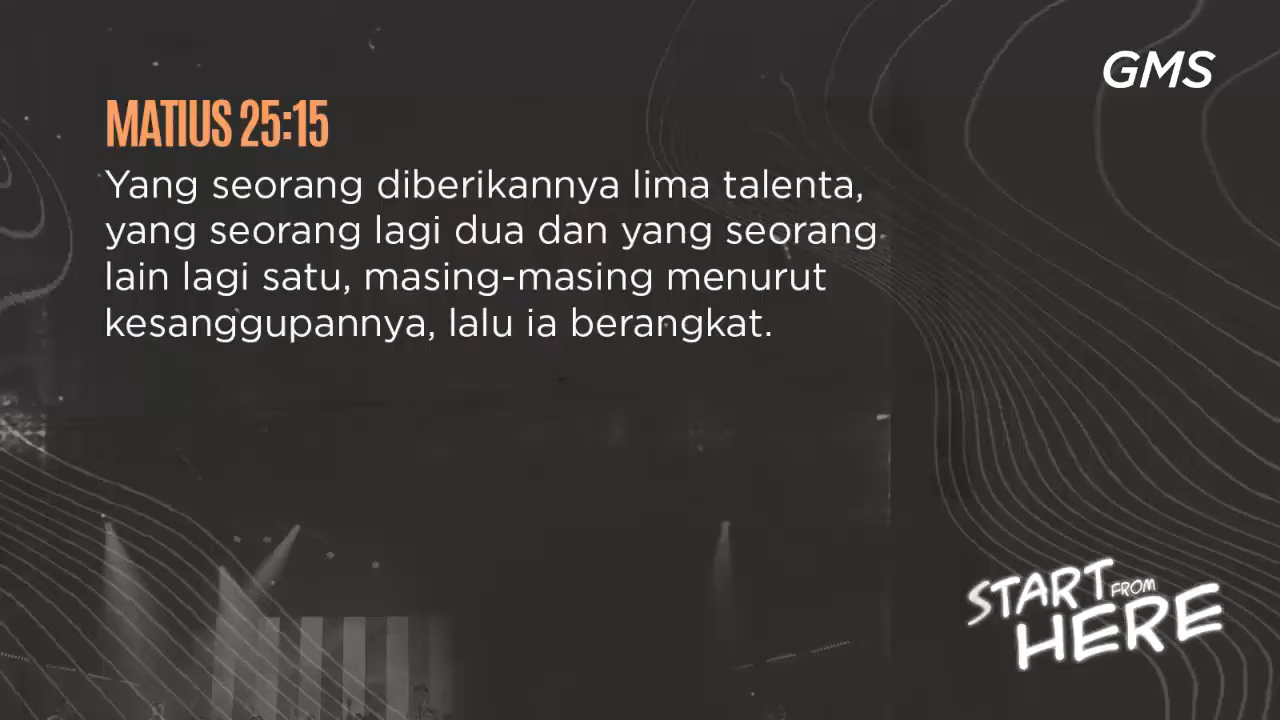 GMS
MATIUS 25:15
Yang seorang diberikannya lima talenta,
yang seorang lagi dua dan yang seorang
lain lagi satu, masing-masing menurut
kesanggupannya, lalu ia berangkat.
START FROM
HERE